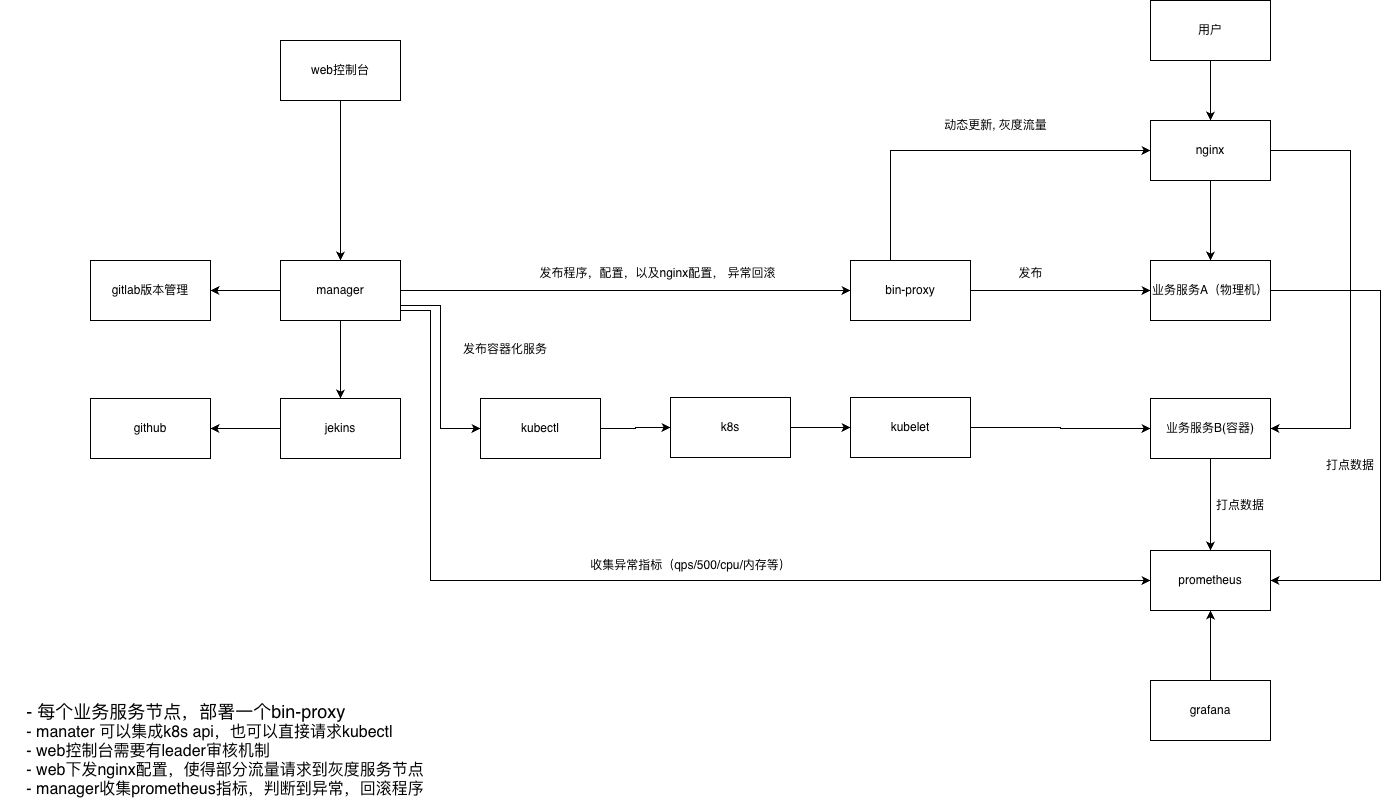 用户
web控制台
动态更新, 灰度流量
nginx
发布程序，配置，以及nginx配置， 异常回滚
发布
gitlab版本管理
manager
bin-proxy
业务服务A（物理机）
发布容器化服务
github
jekins
kubectl
k8s
kubelet
业务服务B(容器)
打点数据
打点数据
收集异常指标（qps/500/cpu/内存等）
prometheus
grafana
- 每个业务服务节点，部署一个bin-proxy
- manater 可以集成k8s api，也可以直接请求kubectl
- web控制台需要有leader审核机制
- web下发nginx配置，使得部分流量请求到灰度服务节点
- manager收集prometheus指标，判断到异常，回滚程序